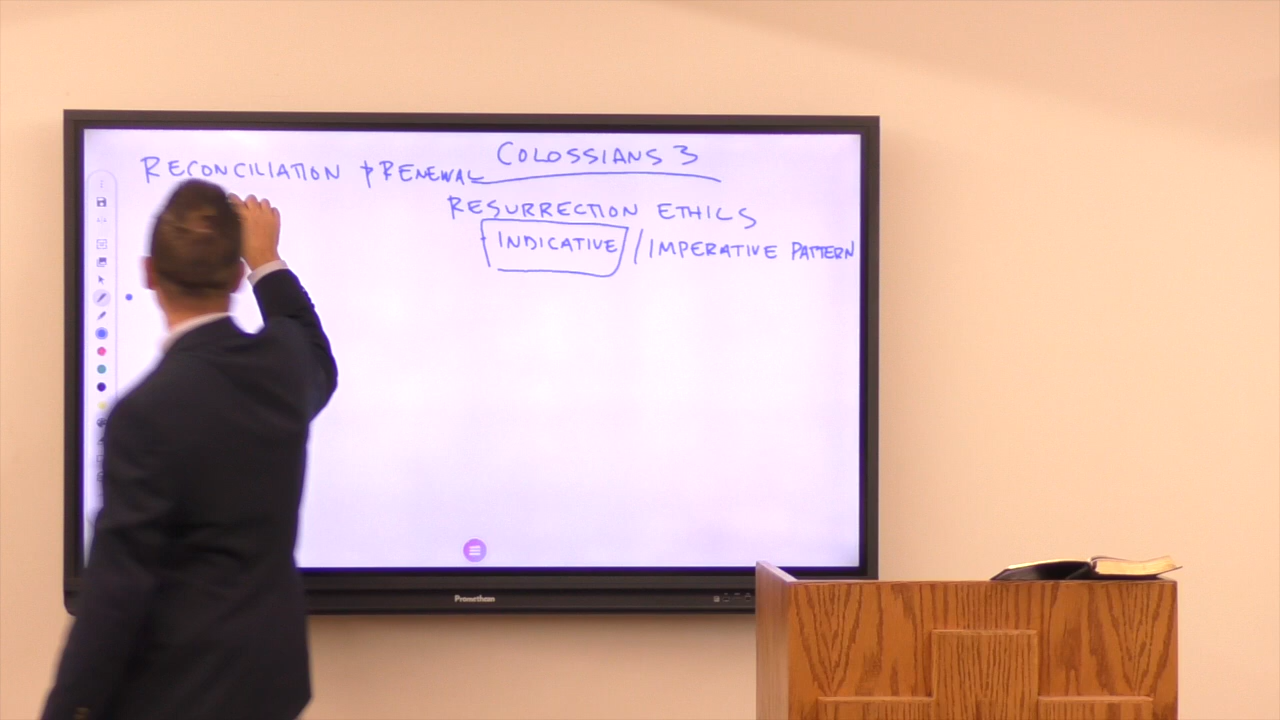 COLOSSIANS 3
RECONCILIATION & RENEWAL
RESURRECTION ETHICS
INDICATIVE / IMPERATIVE PATTERN
Promethean